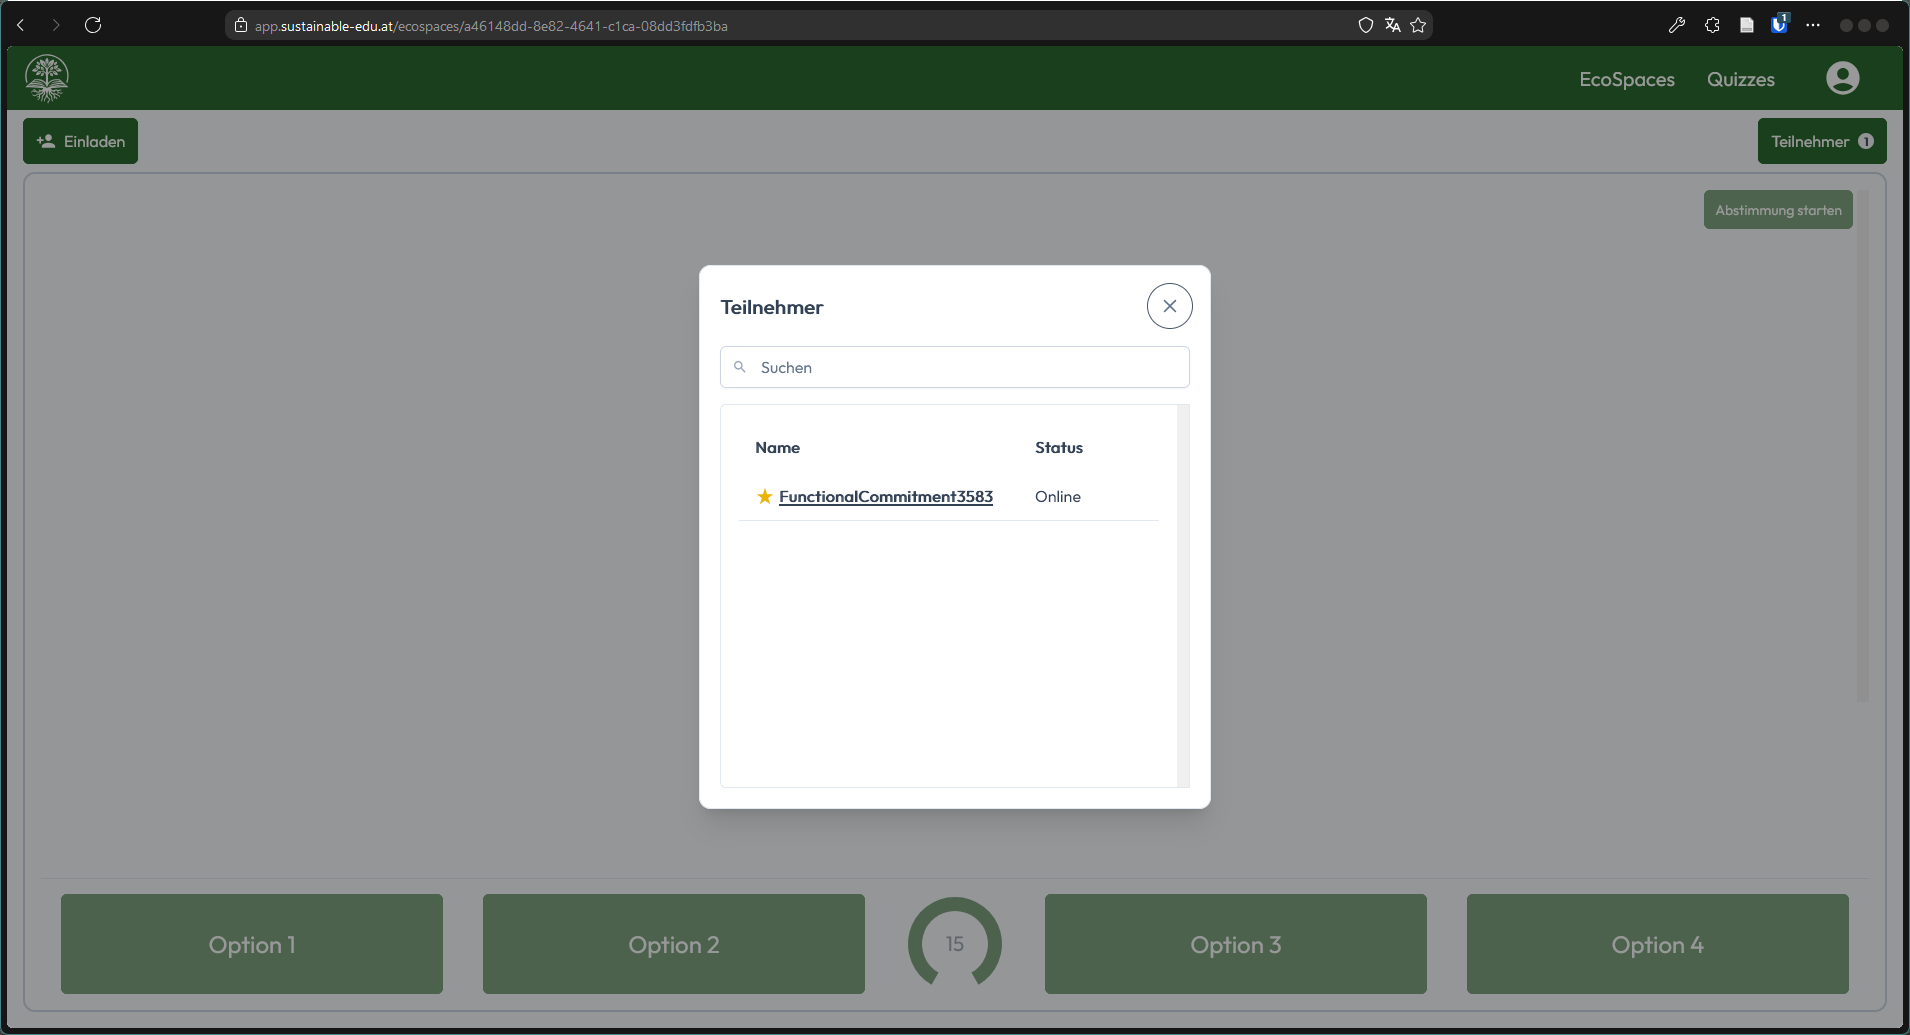 app.sustainable-edu.at/ecospaces/a46148dd-8e82-4641-c1ca-08dd3fdfb3ba
1
EcoSpaces
Quizzes
Einladen
Teilnehmer 1
Abstimmung starten
Teilnehmer
Suchen
Name Status
FunctionalCommitment3583 Online
Option 1
Option 2
15
Option 3
Option 4